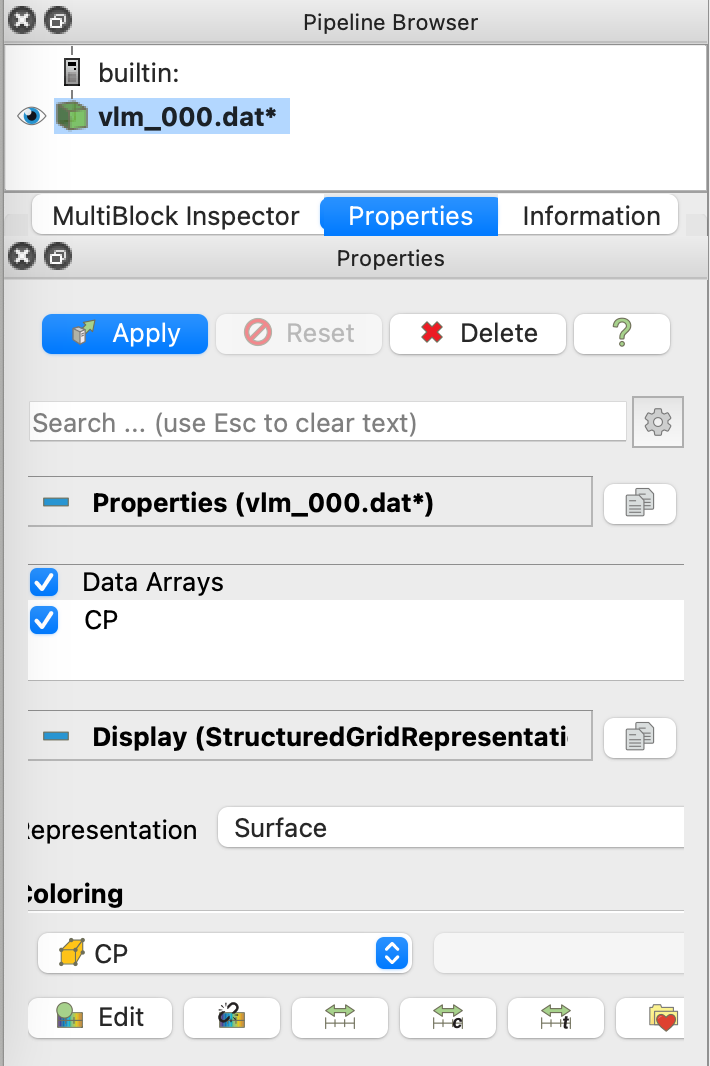 Pipeline Browser
builtin:
vlm_000.dat*
MultiBlock Inspector Properties Information
Properties
Apply Reset Delete ?
Search ... (use Esc to clear text)
Properties (vlm_000.dat*)
Data Arrays
CP
Display (StructuredGridRepresentati
epresentation Surface
oloring
CP
Edit c t